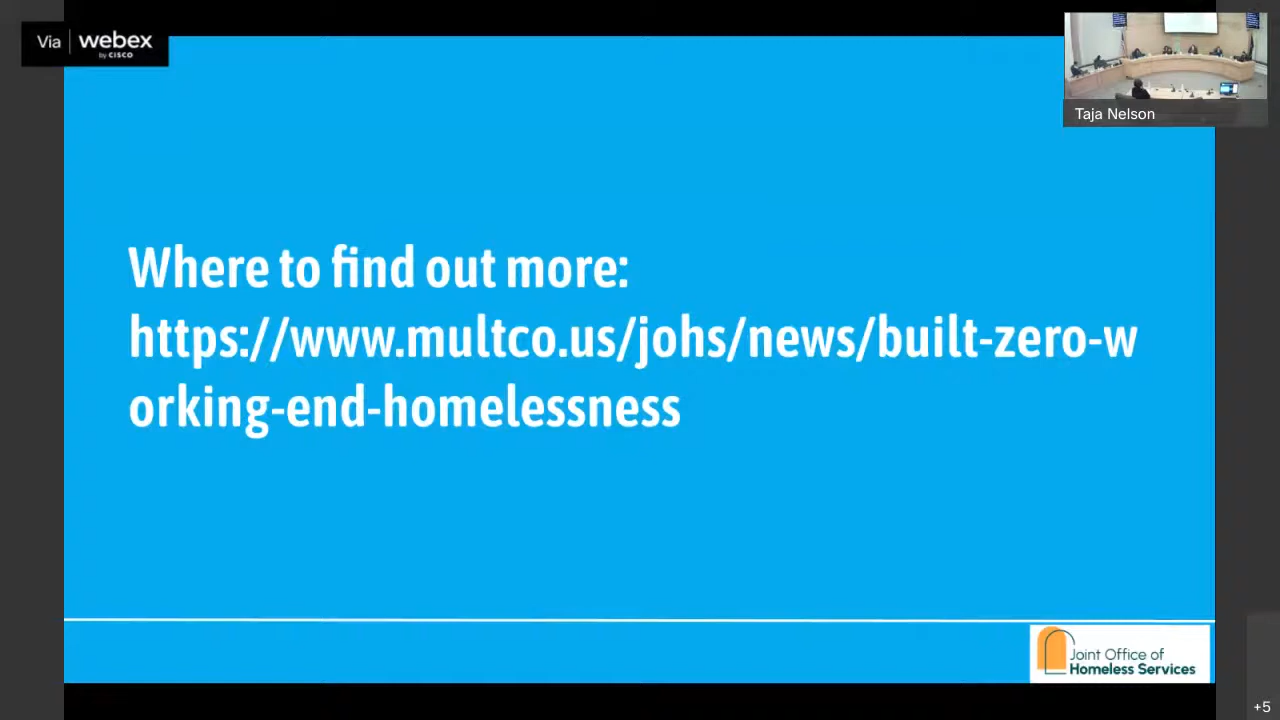 Via webex
by CISCO
Taja Nelson
Where to find out more:
https://www.multco.us/johs/news/built-zero-w
orking-end-homelessness
Joint Office of
Homeless Services
+5